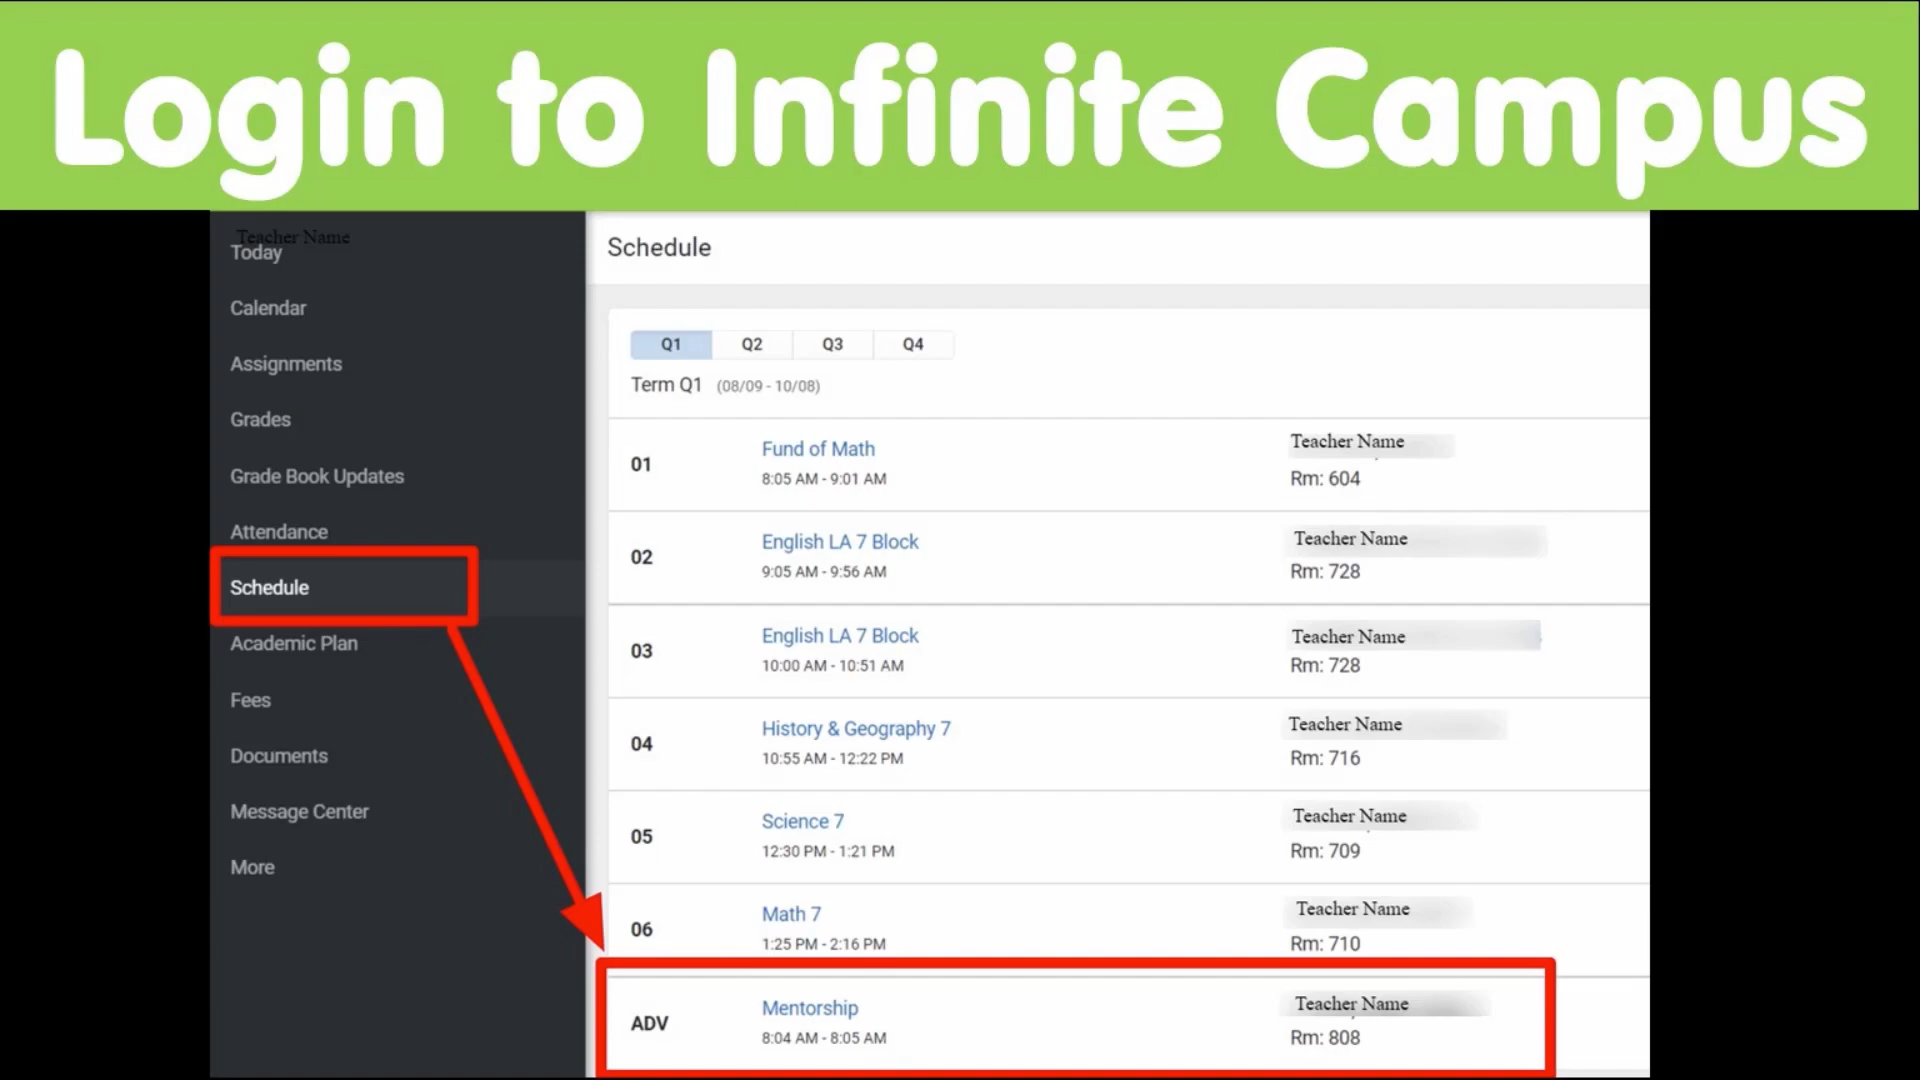 Login to Infinite Campus
Teacher Name
Today
Calendar
Assignments
Grades
Grade Book Updates
Attendance
Schedule
Academic Plan
Fees
Documents
Message Center
More
Schedule
Q1 Q2 Q3 Q4
Term Q1 (08/09 - 10/08)
01
Fund of Math
8:05 AM - 9:01 AM
Teacher Name
Rm: 604
02
English LA 7 Block
9:05 AM - 9:56 AM
Teacher Name
Rm: 728
03
English LA 7 Block
10:00 AM - 10:51 AM
Teacher Name
Rm: 728
04
History & Geography 7
10:55 AM - 12:22 PM
Teacher Name
Rm: 716
05
Science 7
12:30 PM - 1:21 PM
Teacher Name
Rm: 709
06
Math 7
1:25 PM - 2:16 PM
Teacher Name
Rm: 710
ADV
Mentorship
8:04 AM - 8:05 AM
Teacher Name
Rm: 808